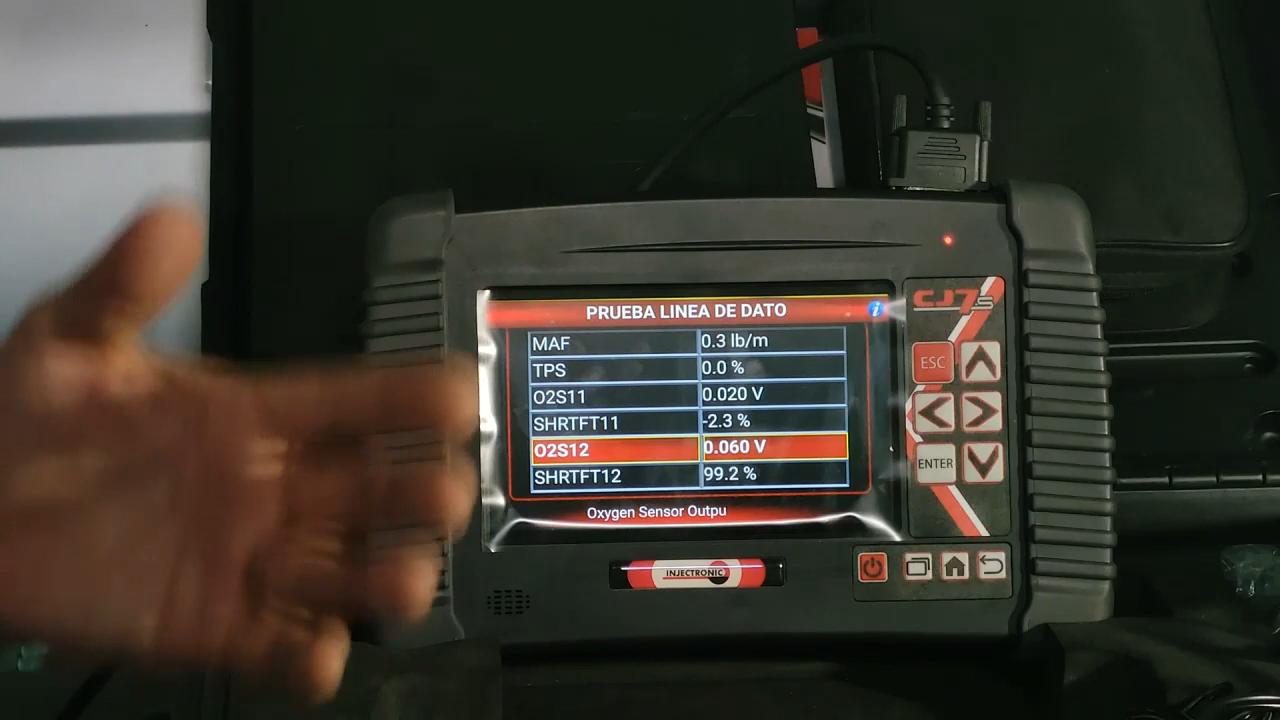 PRUEBA LINEA DE DATO
i
MAF 0.3 lb/m
TPS 0.0 %
O2S11 0.020 V
SHRTFT11 -2.3 %
O2S12 0.060 V
SHRTFT12 99.2 %
Oxygen Sensor Outpu
CJ7s
ESC
ENTER
INJECTRONIC